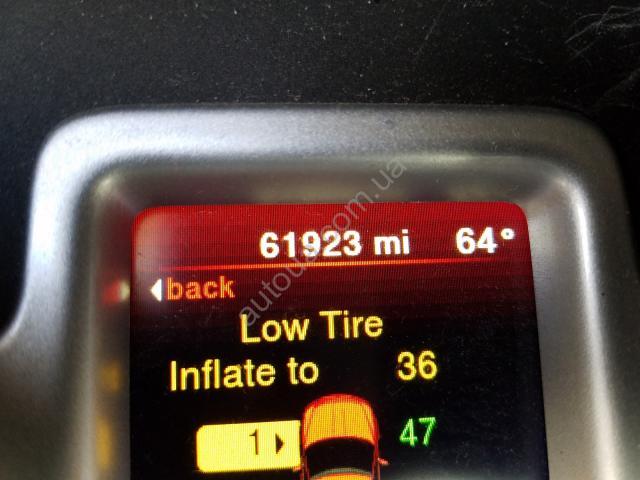 61923 mi 64°
back
Low Tire
Inflate to 36
1 47